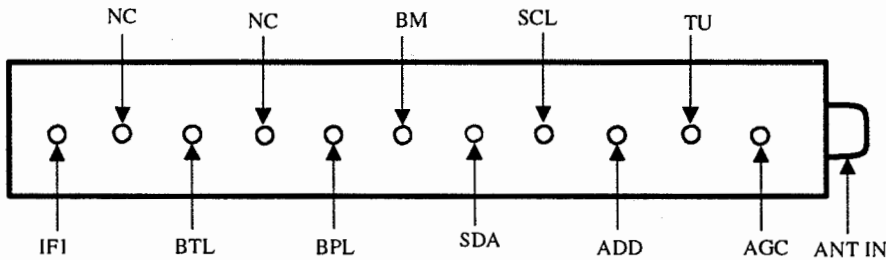 NC NC BM SCL TU
IF1 BTL BPL SDA ADD AGC ANT IN